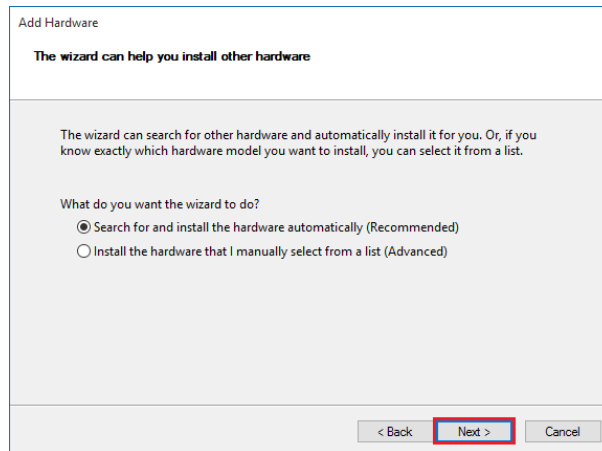 Add Hardware
The wizard can help you install other hardware
The wizard can search for other hardware and automatically install it for you. Or, if you
know exactly which hardware model you want to install, you can select it from a list.
What do you want the wizard to do?
Search for and install the hardware automatically (Recommended)
Install the hardware that I manually select from a list (Advanced)
< Back Next > Cancel